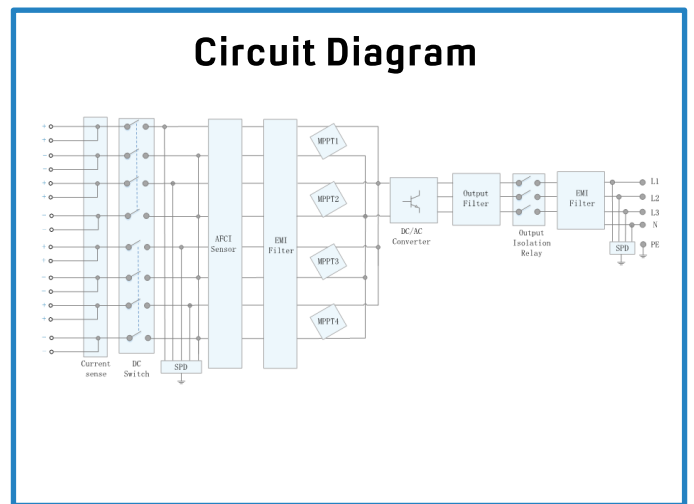 Circuit Diagram
+
+
-
-
+
+
-
-
+
+
-
-
+
+
-
-
Current
sense
DC
Switch
SPD
AFCI
Sensor
EMI
Filter
MPPT1
MPPT2
MPPT3
MPPT4
DC/AC
Converter
Output
Filter
Output
Isolation
Relay
EMI
Filter
L1
L2
L3
N
PE
SPD